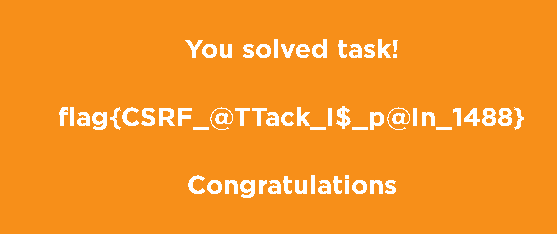 You solved task!
flag{CSRF_@TTack_I$_p@In_1488}
Congratulations